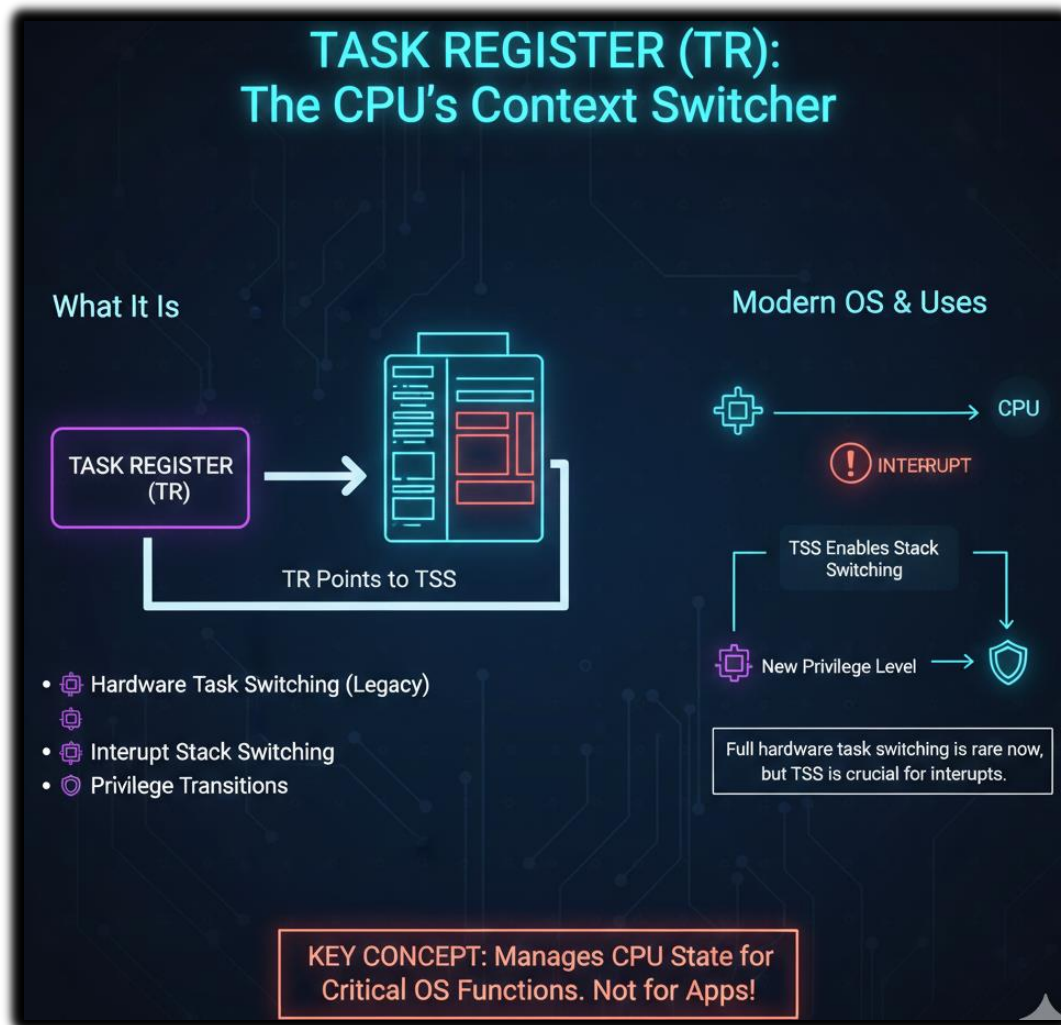 TASK REGISTER (TR):
The CPU's Context Switcher
What It Is
TASK REGISTER
(TR)
TR Points to TSS
• Hardware Task Switching (Legacy)
• Interupt Stack Switching
• Privilege Transitions
Modern OS & Uses
CPU
! INTERRUPT
TSS Enables Stack
Switching
New Privilege Level
Full hardware task switching is rare now,
but TSS is crucial for interupts.
KEY CONCEPT: Manages CPU State for
Critical OS Functions. Not for Apps!